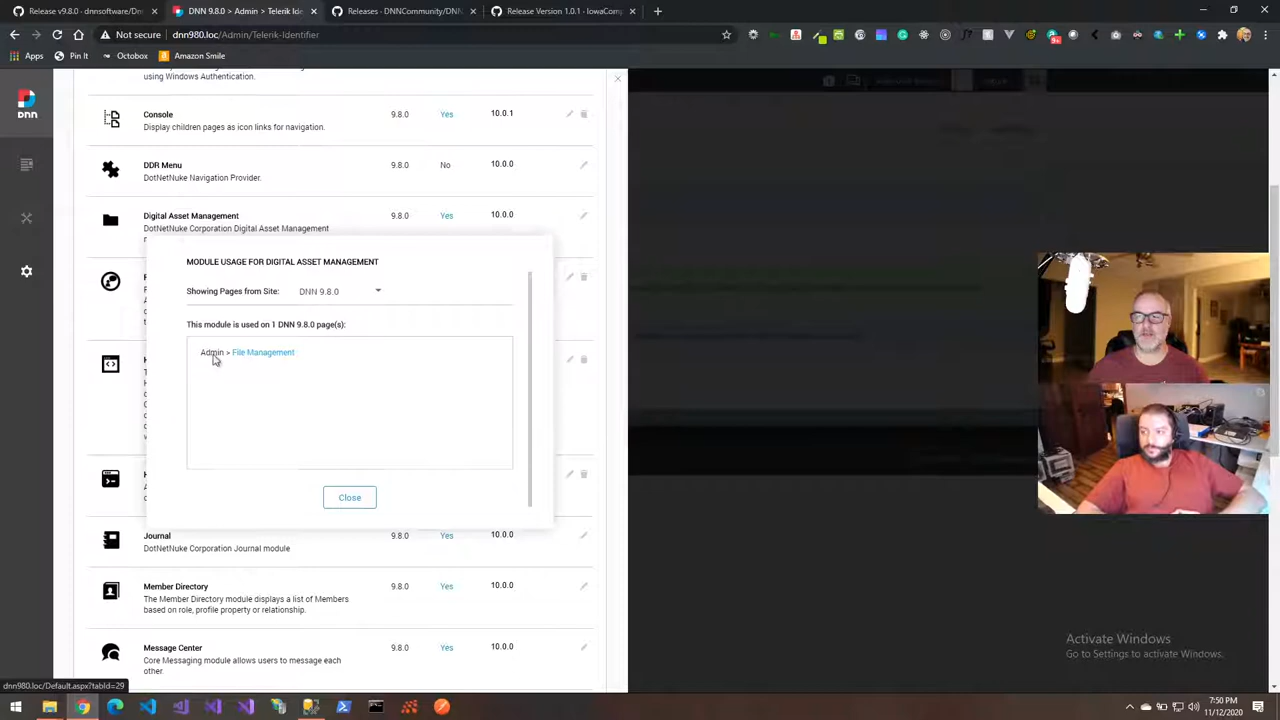 Release v9.8.0 · dnnsoftware/Dn
DNN 9.8.0 > Admin > Telerik-Iden
Releases · DNNCommunity/DNN
Release Version 1.0.1 · IowaComp
Not secure
dnn980.loc/Admin/Telerik-Identifier
Apps
Pin It
Octobox
Amazon Smile
using Windows Authentication.
dnn
Console
9.8.0
Yes
10.0.1
Display children pages as icon links for navigation.
DDR Menu
9.8.0
No
10.0.0
DotNetNuke Navigation Provider.
Digital Asset Management
9.8.0
Yes
10.0.0
DotNetNuke Corporation Digital Asset Management
MODULE USAGE FOR DIGITAL ASSET MANAGEMENT
Showing Pages from Site:
DNN 9.8.0
This module is used on 1 DNN 9.8.0 page(s):
Admin > File Management
Close
Journal
9.8.0
Yes
10.0.0
DotNetNuke Corporation Journal module
Member Directory
9.8.0
Yes
10.0.0
The Member Directory module displays a list of Members
based on role, profile property or relationship.
Message Center
9.8.0
Yes
10.0.0
Core Messaging module allows users to message each
other.
Activate Windows
Go to Settings to activate Windows.
dnn980.loc/Default.aspx?tabId=29
7:50 PM
11/12/2020